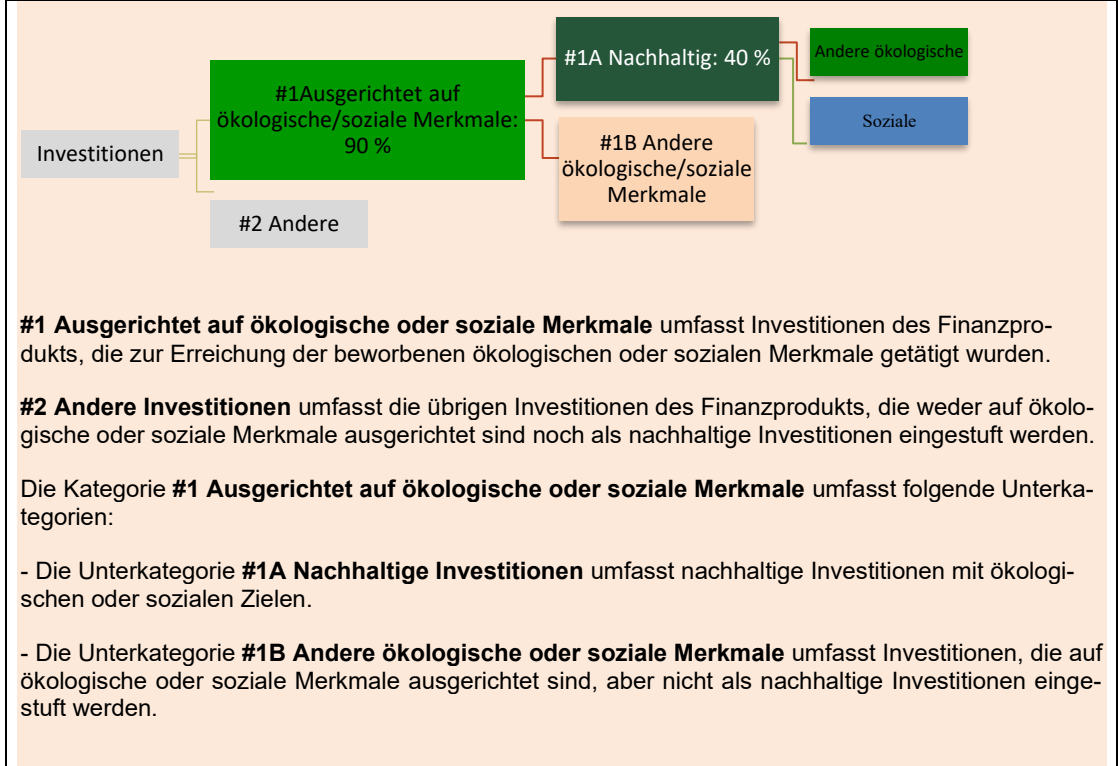 #1A Nachhaltig: 40 %
Andere ökologische
#1Ausgerichtet auf
ökologische/soziale Merkmale:
90 %
Soziale
Investitionen
#1B Andere
ökologische/soziale
Merkmale
#2 Andere
#1 Ausgerichtet auf ökologische oder soziale Merkmale umfasst Investitionen des Finanzpro-
dukts, die zur Erreichung der beworbenen ökologischen oder sozialen Merkmale getätigt wurden.
#2 Andere Investitionen umfasst die übrigen Investitionen des Finanzprodukts, die weder auf ökolo-
gische oder soziale Merkmale ausgerichtet sind noch als nachhaltige Investitionen eingestuft werden.
Die Kategorie #1 Ausgerichtet auf ökologische oder soziale Merkmale umfasst folgende Unterka-
tegorien:
- Die Unterkategorie #1A Nachhaltige Investitionen umfasst nachhaltige Investitionen mit ökologi-
schen oder sozialen Zielen.
- Die Unterkategorie #1B Andere ökologische oder soziale Merkmale umfasst Investitionen, die auf
ökologische oder soziale Merkmale ausgerichtet sind, aber nicht als nachhaltige Investitionen einge-
stuft werden.